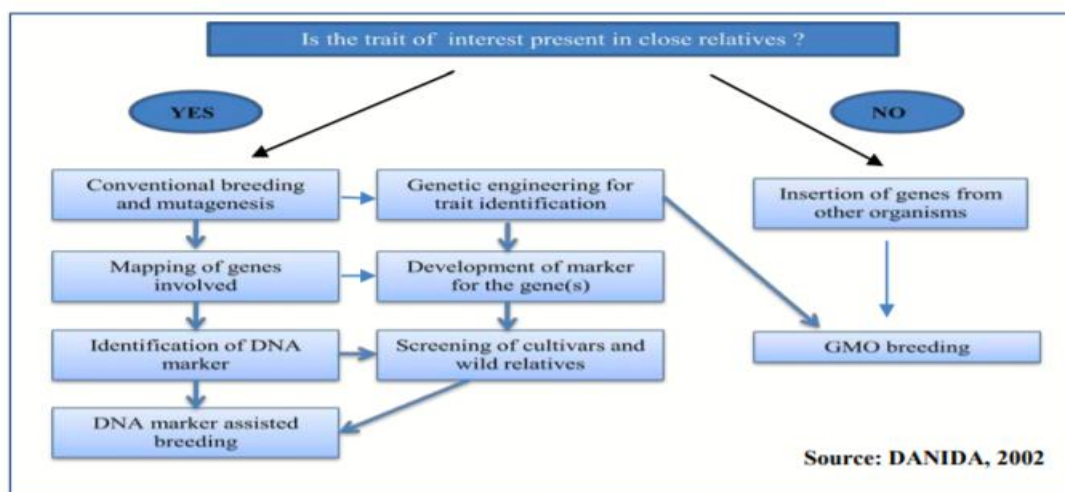 Is the trait of interest present in close relatives ?
YES
NO
Conventional breeding
and mutagenesis
Genetic engineering for
trait identification
Insertion of genes from
other organisms
Mapping of genes
involved
Development of marker
for the gene(s)
Identification of DNA
marker
Screening of cultivars and
wild relatives
GMO breeding
DNA marker assisted
breeding
Source: DANIDA, 2002